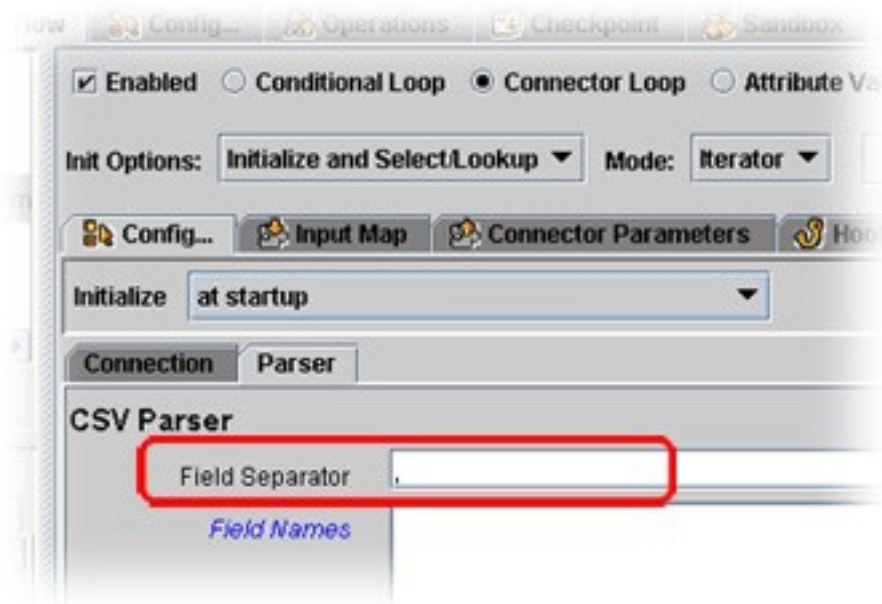 Config... Operations Checkpoint Sandbox
Enabled Conditional Loop Connector Loop Attribute
Init Options: Initialize and Select/Lookup Mode: Iterator
Config... Input Map Connector Parameters
Initialize at startup
Connection Parser
CSV Parser
Field Separator ,
Field Names